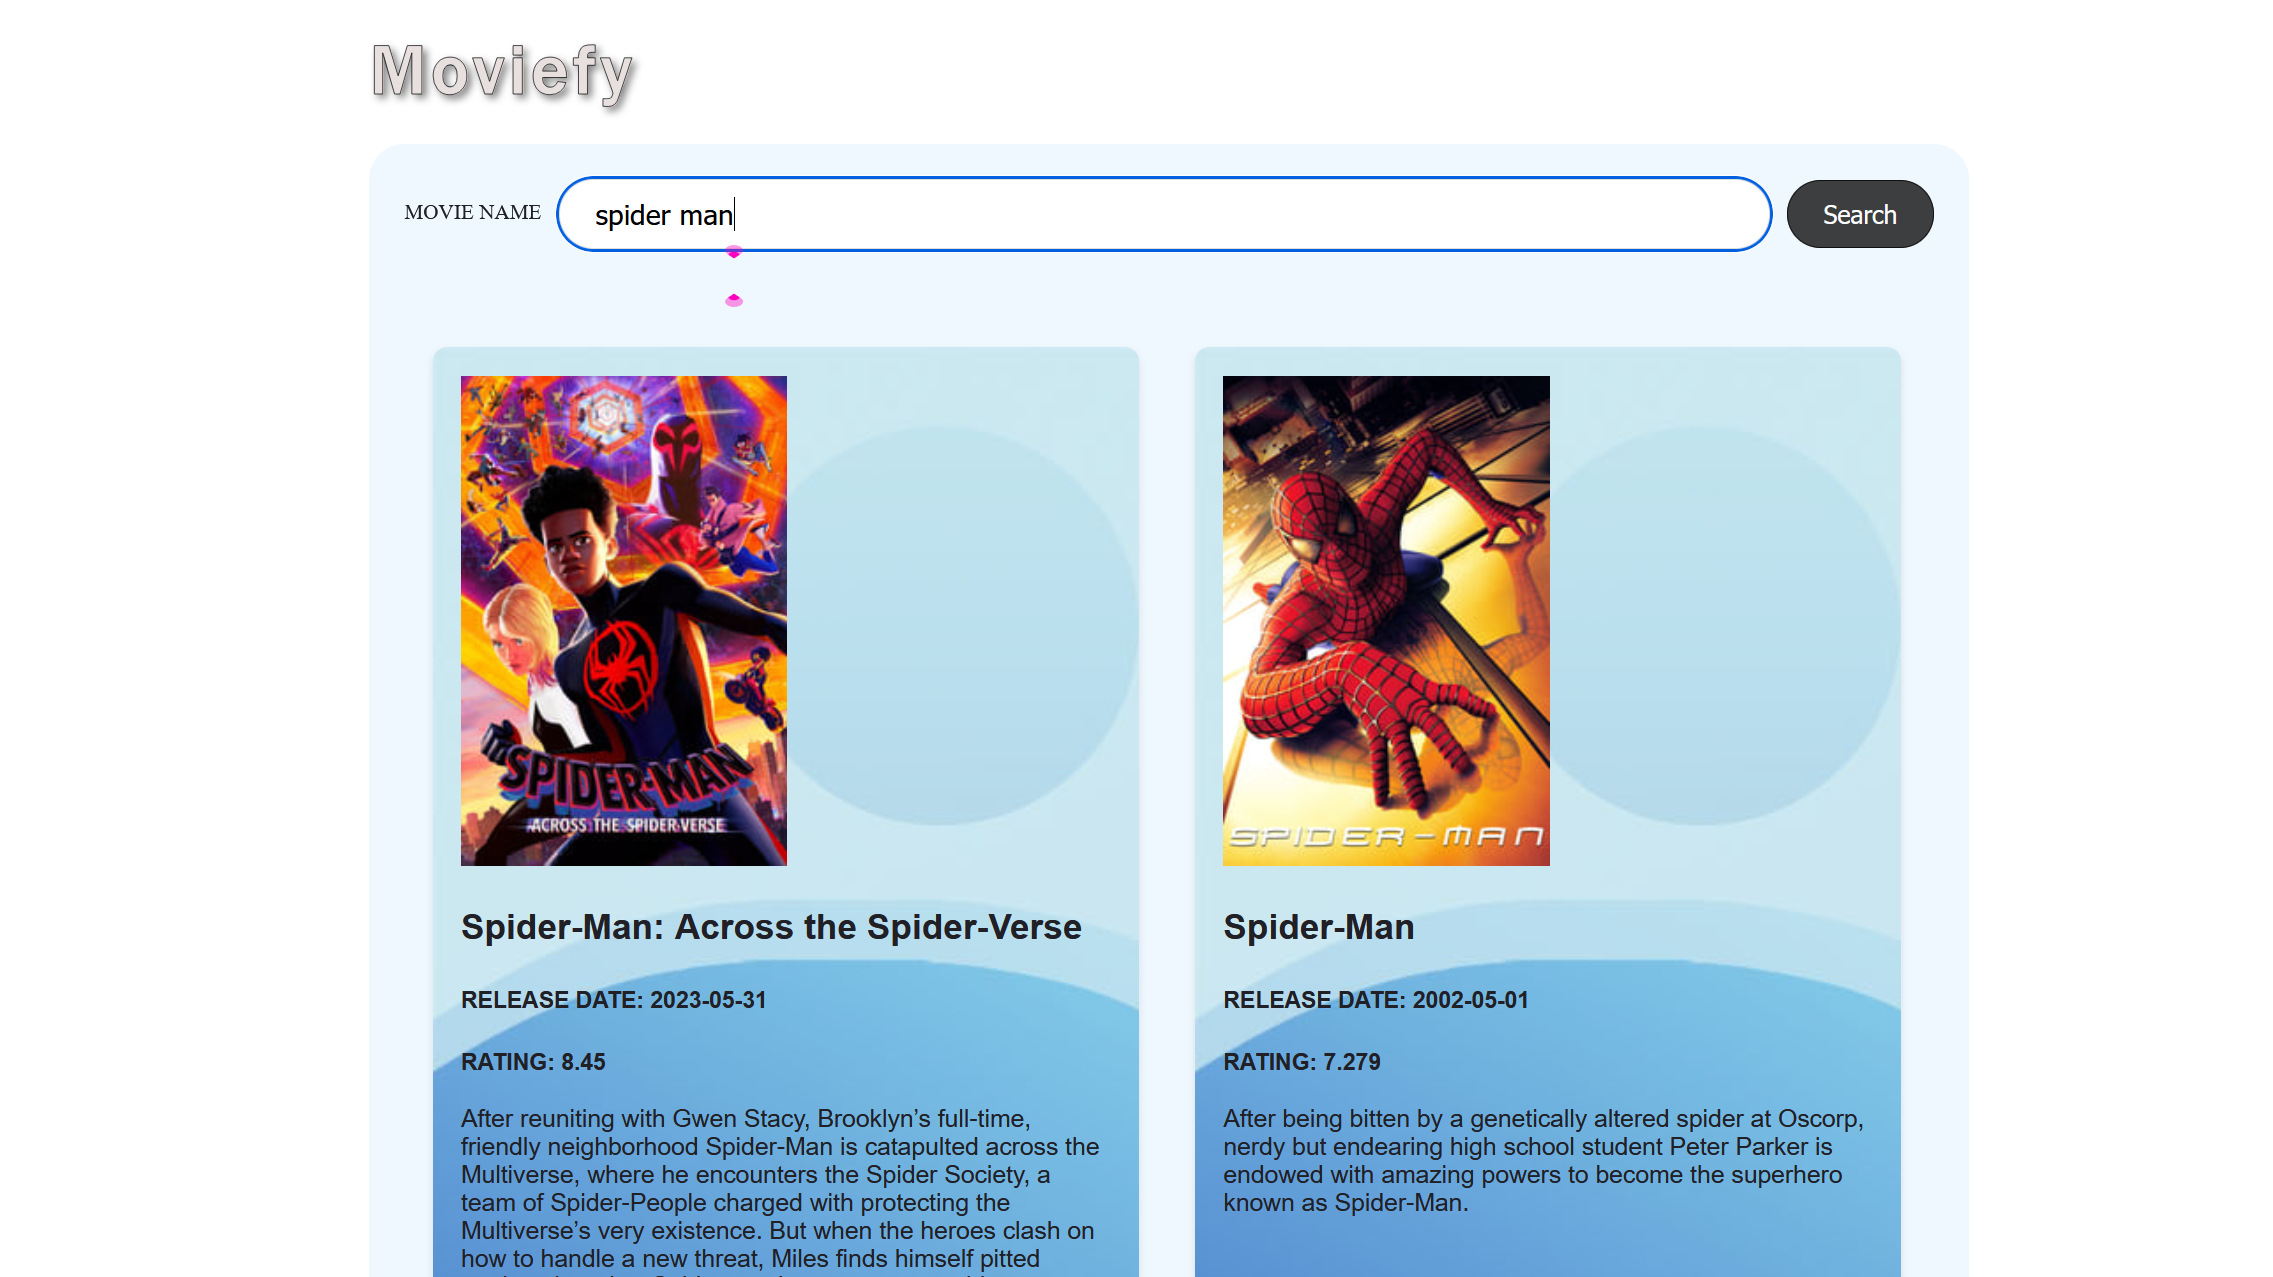 Moviefy
MOVIE NAME
spider man
Search
SPIDER-MAN
ACROSS THE SPIDER-VERSE
Spider-Man: Across the Spider-Verse
RELEASE DATE: 2023-05-31
RATING: 8.45
After reuniting with Gwen Stacy, Brooklyn’s full-time,
friendly neighborhood Spider-Man is catapulted across the
Multiverse, where he encounters the Spider Society, a
team of Spider-People charged with protecting the
Multiverse’s very existence. But when the heroes clash on
how to handle a new threat, Miles finds himself pitted
SPIDER-MAN
Spider-Man
RELEASE DATE: 2002-05-01
RATING: 7.279
After being bitten by a genetically altered spider at Oscorp,
nerdy but endearing high school student Peter Parker is
endowed with amazing powers to become the superhero
known as Spider-Man.